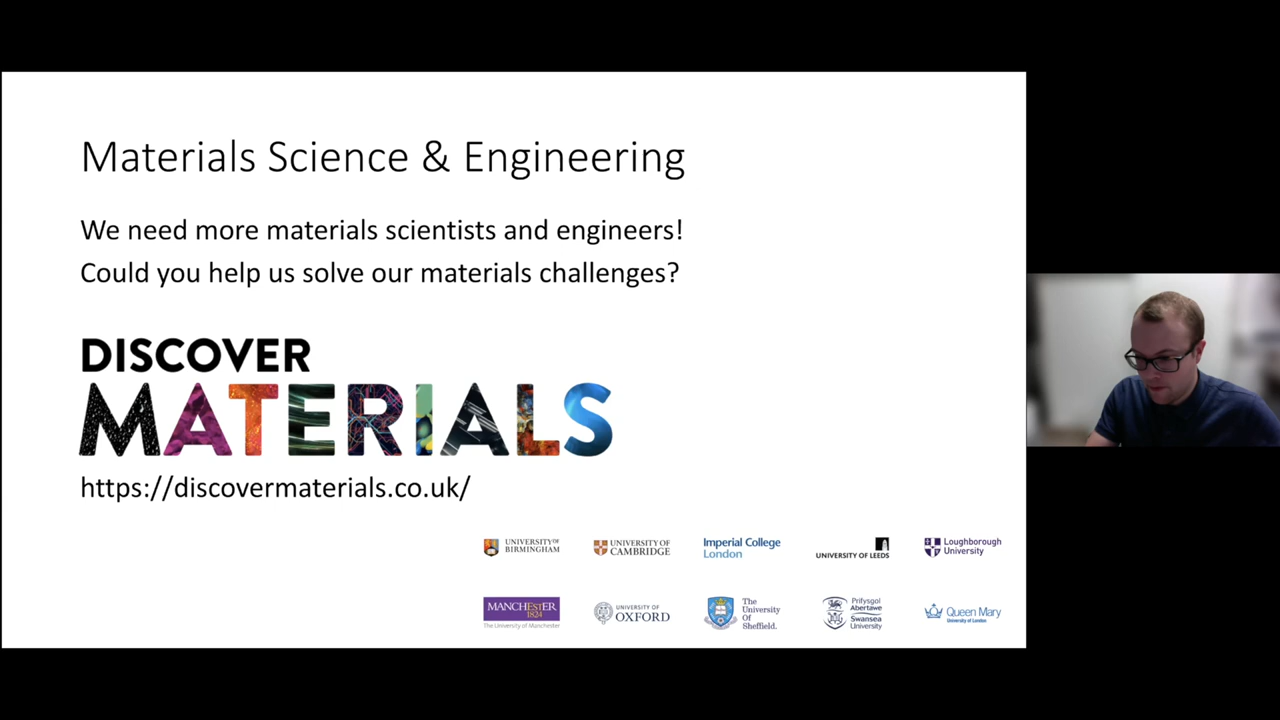 Materials Science & Engineering
We need more materials scientists and engineers!
Could you help us solve our materials challenges?
DISCOVER
MATERIALS
https://discovermaterials.co.uk/
UNIVERSITY OF
BIRMINGHAM
UNIVERSITY OF
CAMBRIDGE
Imperial College
London
UNIVERSITY OF LEEDS
Loughborough
University
MANCHESTER
1824
The University of Manchester
UNIVERSITY OF
OXFORD
The
University
Of
Sheffield.
Prifysgol
Abertawe
Swansea
University
Queen Mary
University of London